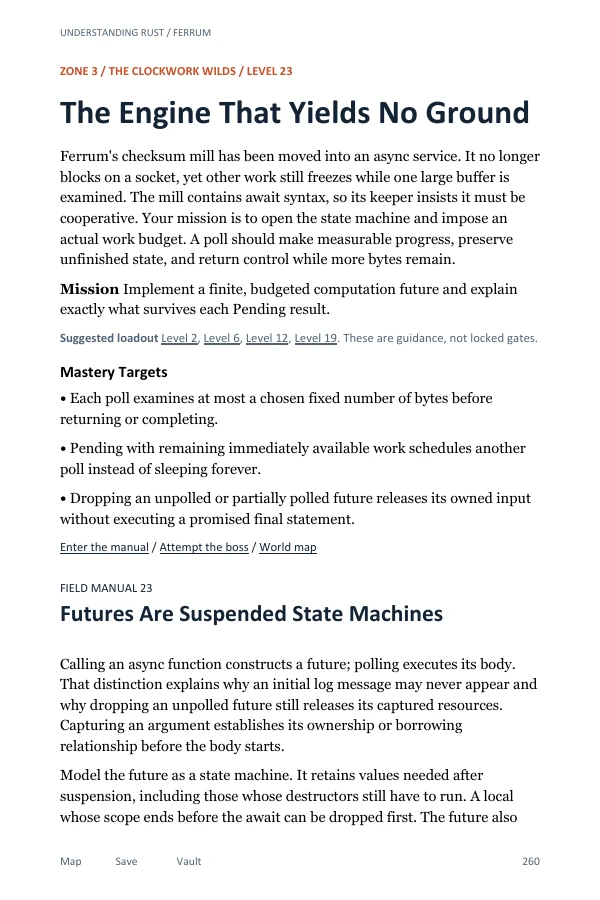 UNDERSTANDING RUST / FERRUM
ZONE 3 / THE CLOCKWORK WILDS / LEVEL 23
The Engine That Yields No Ground
Ferrum's checksum mill has been moved into an async service. It no longer
blocks on a socket, yet other work still freezes while one large buffer is
examined. The mill contains await syntax, so its keeper insists it must be
cooperative. Your mission is to open the state machine and impose an
actual work budget. A poll should make measurable progress, preserve
unfinished state, and return control while more bytes remain.
Mission Implement a finite, budgeted computation future and explain
exactly what survives each Pending result.
Suggested loadout Level 2, Level 6, Level 12, Level 19. These are guidance, not locked gates.
Mastery Targets
• Each poll examines at most a chosen fixed number of bytes before
returning or completing.
• Pending with remaining immediately available work schedules another
poll instead of sleeping forever.
• Dropping an unpolled or partially polled future releases its owned input
without executing a promised final statement.
Enter the manual / Attempt the boss / World map
FIELD MANUAL 23
Futures Are Suspended State Machines
Calling an async function constructs a future; polling executes its body.
That distinction explains why an initial log message may never appear and
why dropping an unpolled future still releases its captured resources.
Capturing an argument establishes its ownership or borrowing
relationship before the body starts.
Model the future as a state machine. It retains values needed after
suspension, including those whose destructors still have to run. A local
whose scope ends before the await can be dropped first. The future also
Map Save Vault 260